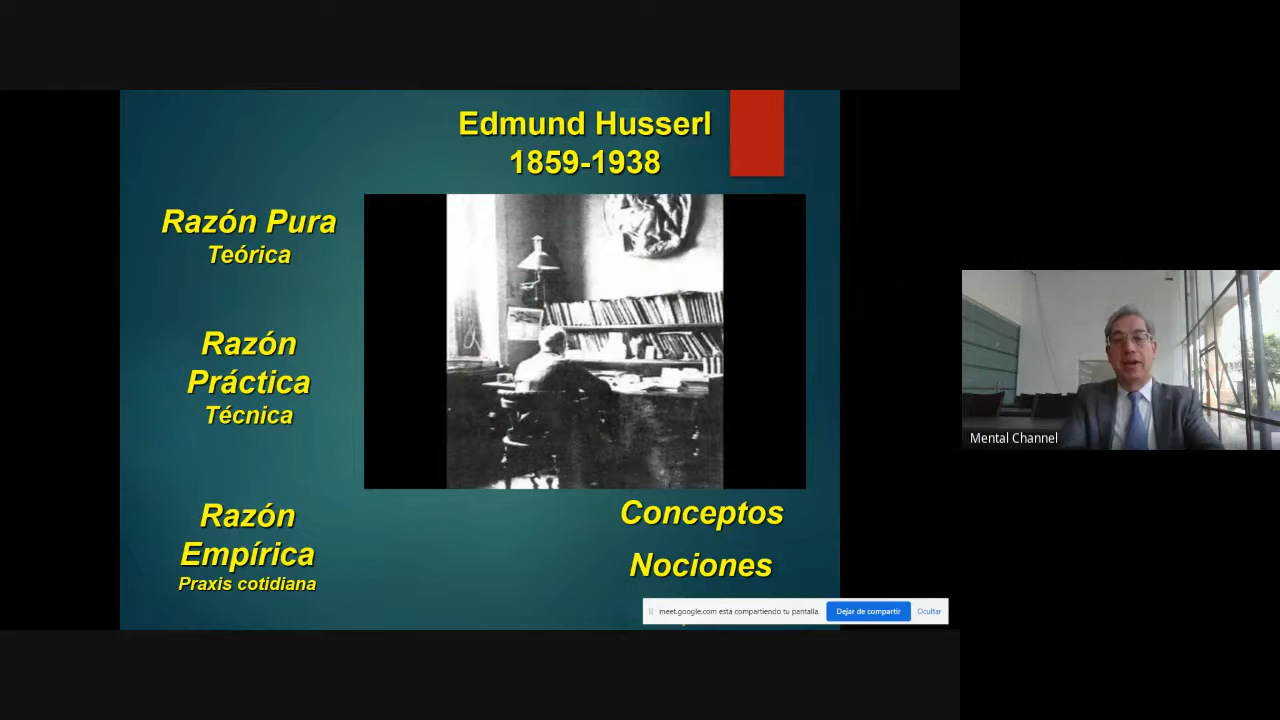 Edmund Husserl
1859-1938
Razón Pura
Teórica
Razón
Práctica
Técnica
Razón
Empírica
Praxis cotidiana
Conceptos
Nociones
meet.google.com está compartiendo tu pantalla.
Dejar de compartir
Ocultar
Mental Channel